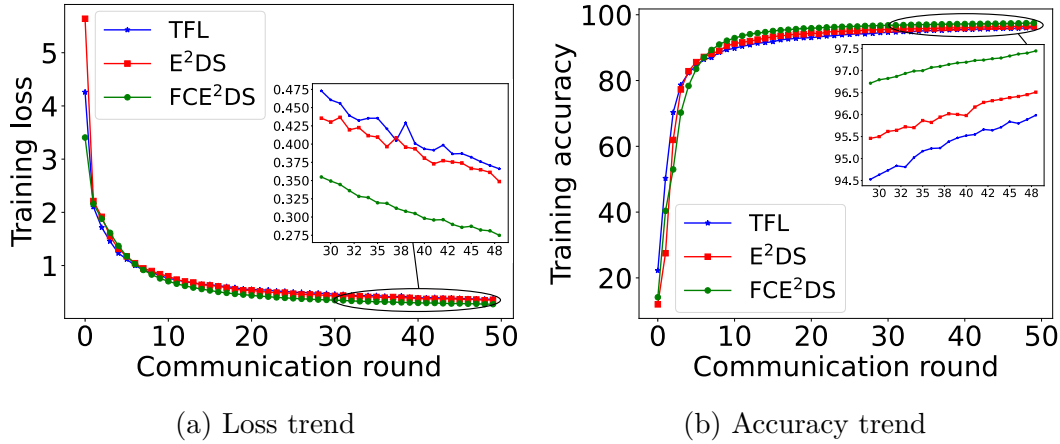 TFL
E²DS
FCE²DS
Training loss
5
4
3
2
1
0.475
0.450
0.425
0.400
0.375
0.350
0.325
0.300
0.275
30 32 35 38 40 42 45 48
0 10 20 30 40 50
Communication round
(a) Loss trend
Training accuracy
100
80
60
40
20
97.5
97.0
96.5
96.0
95.5
95.0
94.5
30 32 35 38 40 42 45 48
TFL
E²DS
FCE²DS
0 10 20 30 40 50
Communication round
(b) Accuracy trend